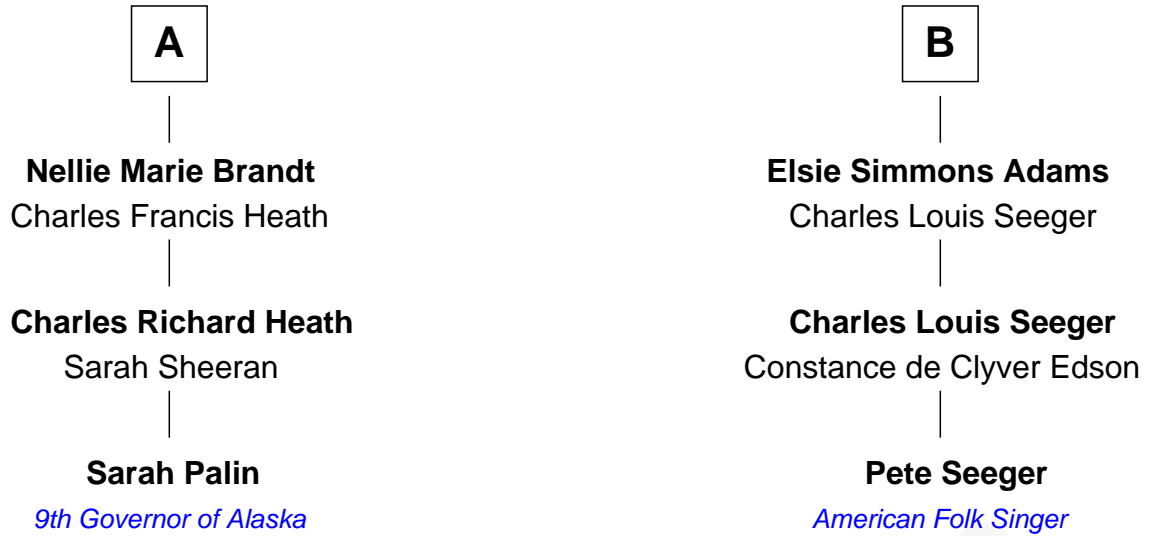 A
Nellie Marie Brandt
Charles Francis Heath
Charles Richard Heath
Sarah Sheeran
Sarah Palin
9th Governor of Alaska
B
Elsie Simmons Adams
Charles Louis Seeger
Charles Louis Seeger
Constance de Clyver Edson
Pete Seeger
American Folk Singer